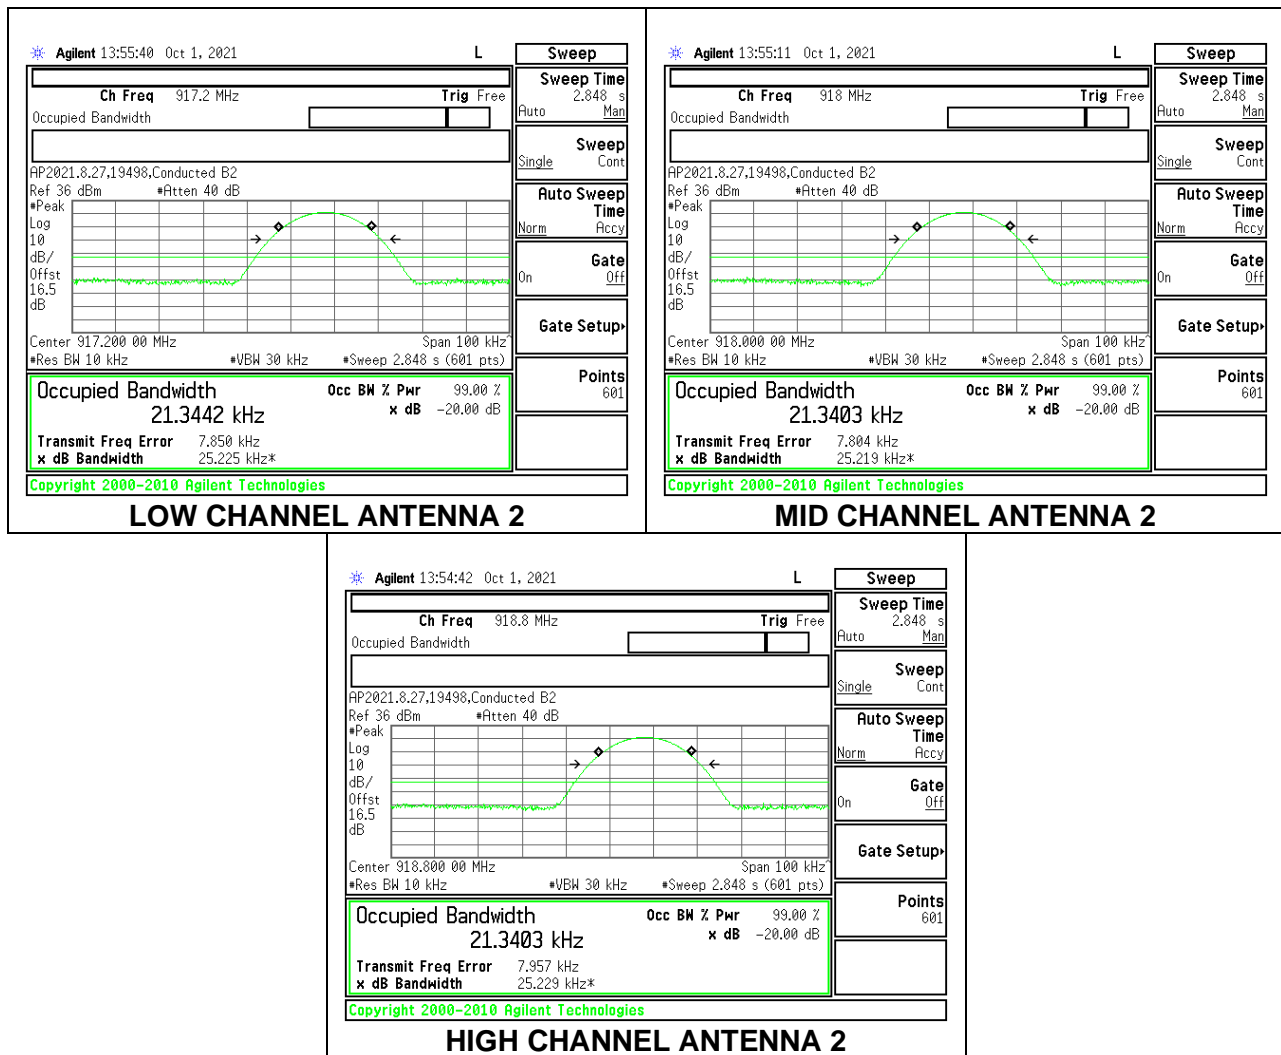 Agilent 13:55:40 Oct 1, 2021 L Sweep
Ch Freq 917.2 MHz Trig Free
Occupied Bandwidth
Sweep Time
2.848 s
Auto Man
Sweep
Single Cont
Auto Sweep
Time
Norm Accy
Gate
On Off
Gate Setup
Points
601
AP2021.8.27,19498,Conducted B2
Ref 36 dBm #Atten 40 dB
#Peak
Log
10
dB/
Offst
16.5
dB
Center 917.200 00 MHz Span 100 kHz^
#Res BW 10 kHz #VBW 30 kHz #Sweep 2.848 s (601 pts)
Occupied Bandwidth Occ BW % Pwr 99.00 %
21.3442 kHz x dB -20.00 dB
Transmit Freq Error 7.850 kHz
x dB Bandwidth 25.225 kHz*
Copyright 2000-2010 Agilent Technologies
LOW CHANNEL ANTENNA 2
Agilent 13:55:11 Oct 1, 2021 L Sweep
Ch Freq 918 MHz Trig Free
Occupied Bandwidth
Sweep Time
2.848 s
Auto Man
Sweep
Single Cont
Auto Sweep
Time
Norm Accy
Gate
On Off
Gate Setup
Points
601
AP2021.8.27,19498,Conducted B2
Ref 36 dBm #Atten 40 dB
#Peak
Log
10
dB/
Offst
16.5
dB
Center 918.000 00 MHz Span 100 kHz^
#Res BW 10 kHz #VBW 30 kHz #Sweep 2.848 s (601 pts)
Occupied Bandwidth Occ BW % Pwr 99.00 %
21.3403 kHz x dB -20.00 dB
Transmit Freq Error 7.804 kHz
x dB Bandwidth 25.219 kHz*
Copyright 2000-2010 Agilent Technologies
MID CHANNEL ANTENNA 2
Agilent 13:54:42 Oct 1, 2021 L Sweep
Ch Freq 918.8 MHz Trig Free
Occupied Bandwidth
Sweep Time
2.848 s
Auto Man
Sweep
Single Cont
Auto Sweep
Time
Norm Accy
Gate
On Off
Gate Setup
Points
601
AP2021.8.27,19498,Conducted B2
Ref 36 dBm #Atten 40 dB
#Peak
Log
10
dB/
Offst
16.5
dB
Center 918.800 00 MHz Span 100 kHz^
#Res BW 10 kHz #VBW 30 kHz #Sweep 2.848 s (601 pts)
Occupied Bandwidth Occ BW % Pwr 99.00 %
21.3403 kHz x dB -20.00 dB
Transmit Freq Error 7.957 kHz
x dB Bandwidth 25.229 kHz*
Copyright 2000-2010 Agilent Technologies
HIGH CHANNEL ANTENNA 2